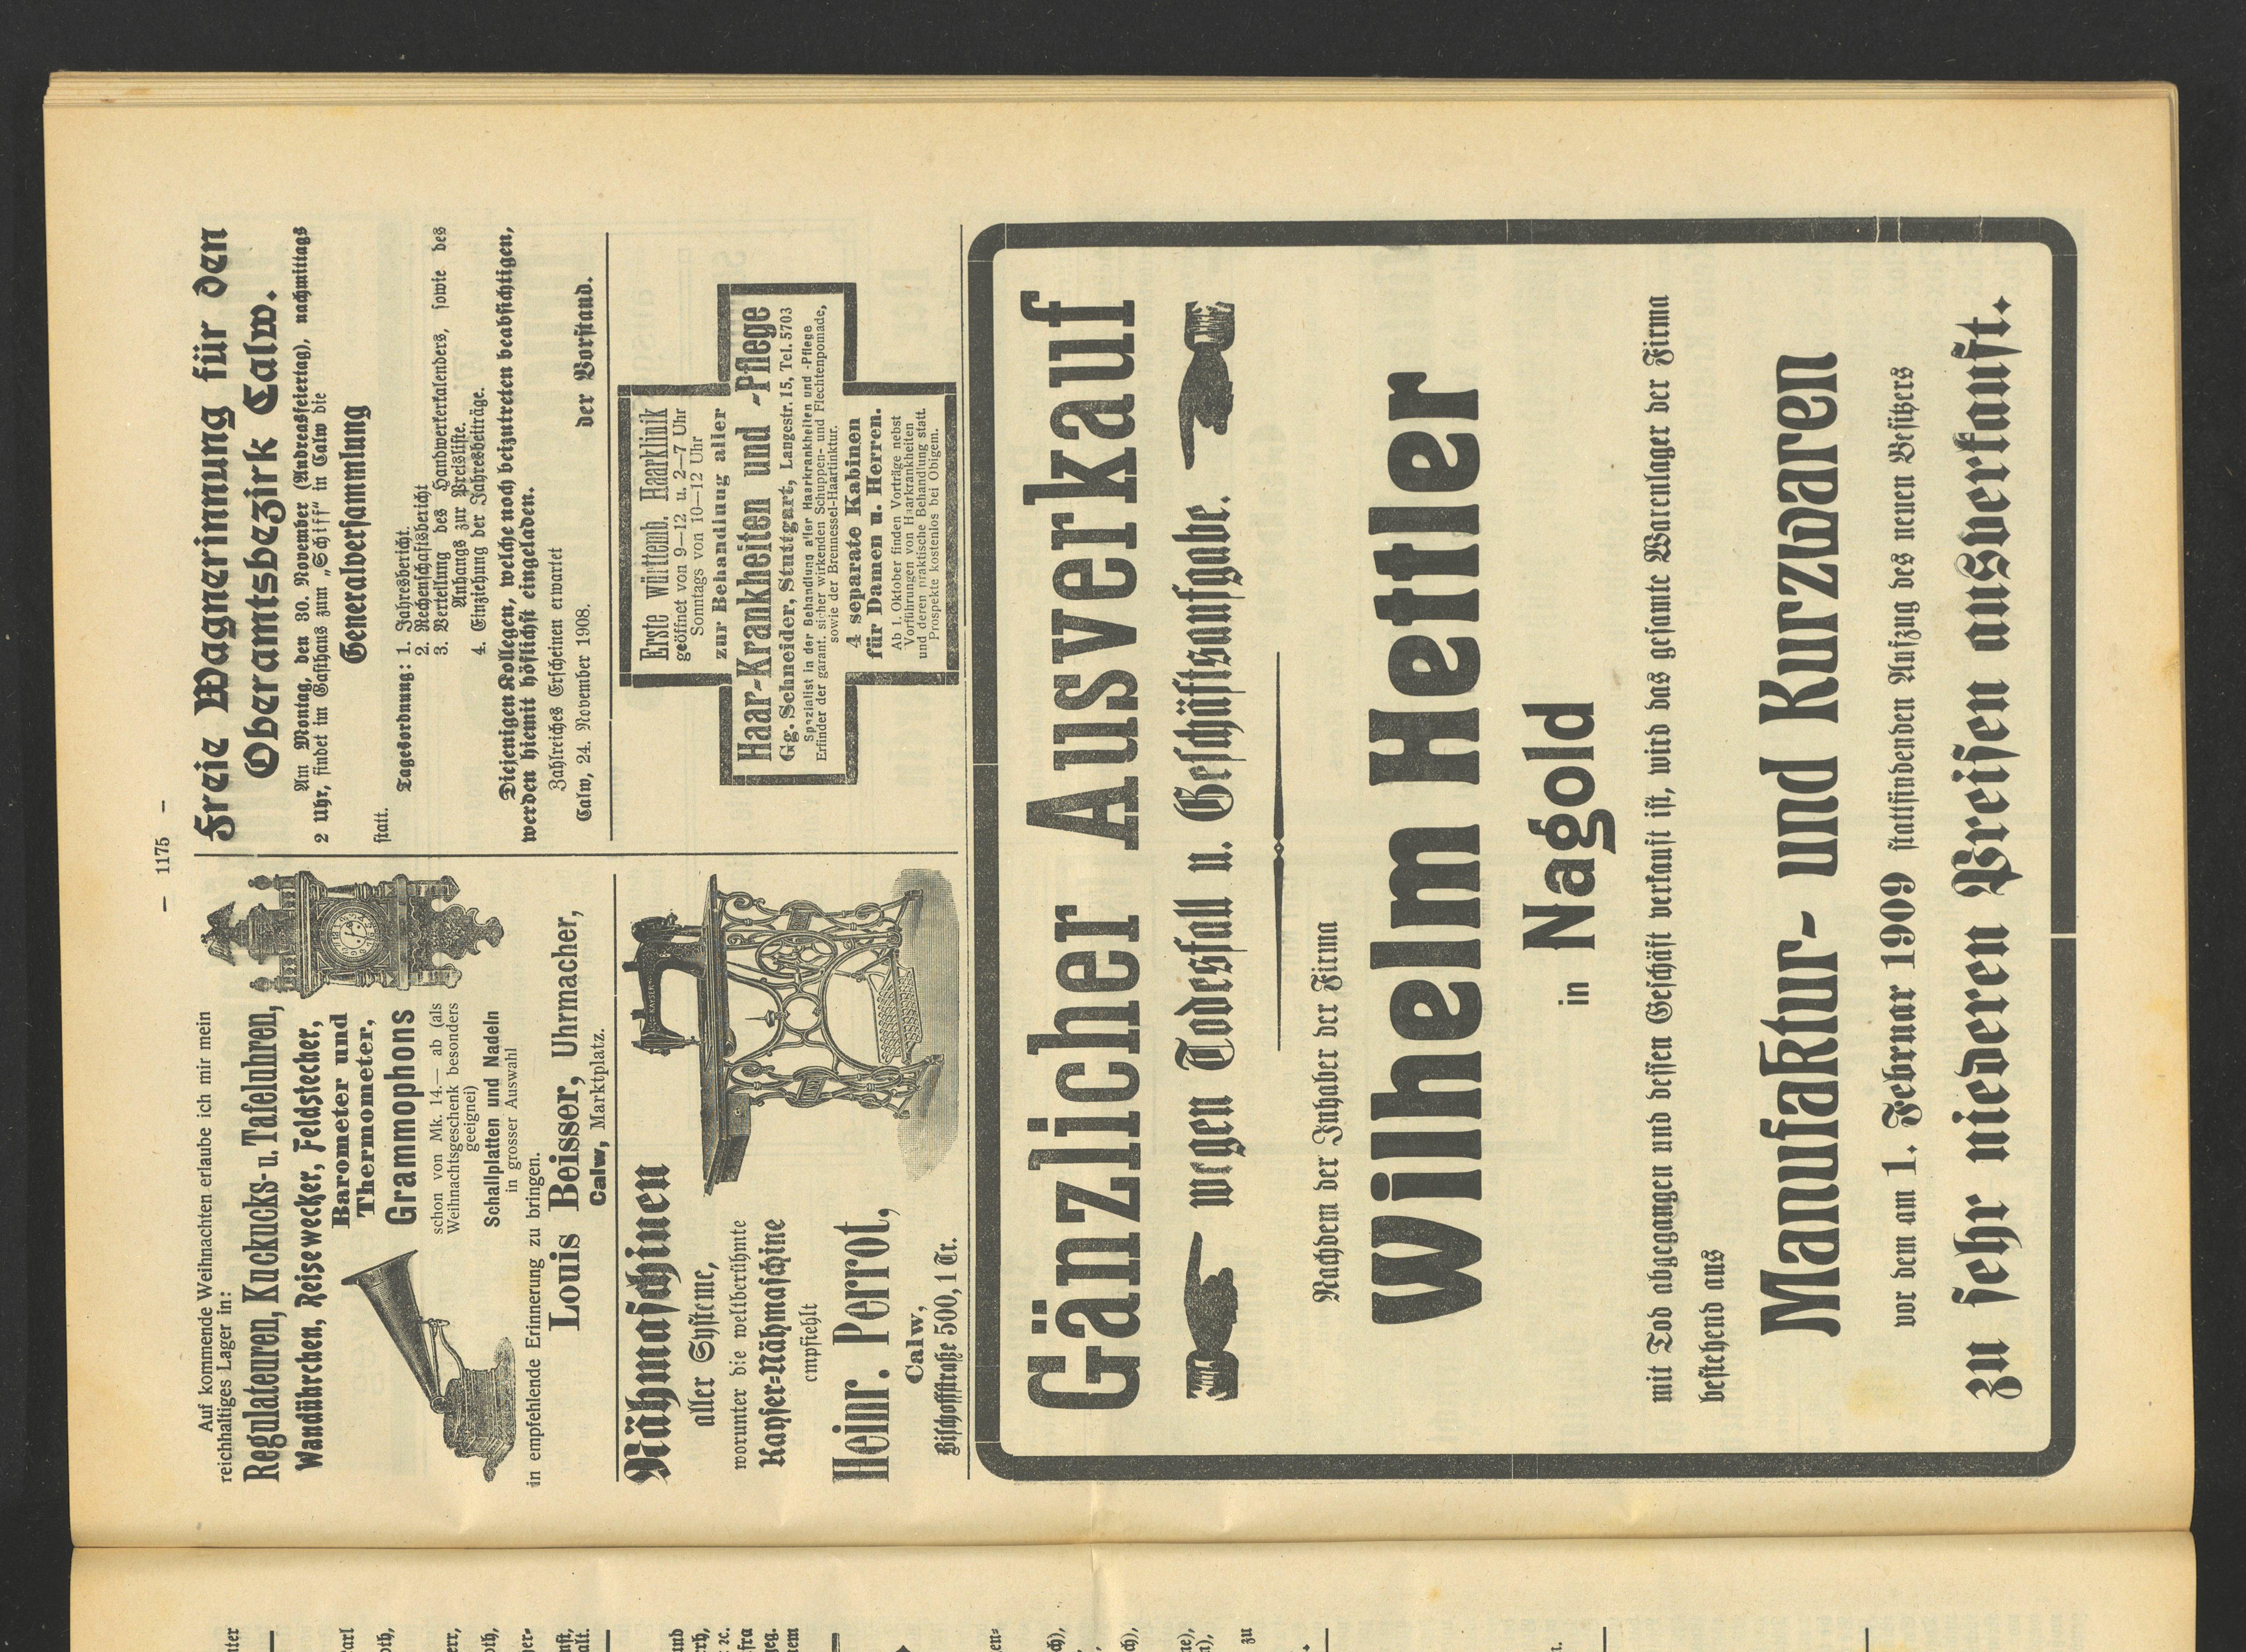 — 1175 —
Auf kommende Weihnachten erlaube ich mir mein
reichhaltiges Lager in:
Regulateuren, Kuckucks- u. Tafeluhren,
Wanduhrchen, Reisewecker, Feldstecher,
Barometer und
Thermometer,
Grammophons
schon von Mk. 14.— ab (als
Weihnachtsgeschenk besonders
geeignet)
Schallplatten und Nadeln
in grosser Auswahl
in empfehlende Erinnerung zu bringen.
Louis Beisser, Uhrmacher,
Calw, Marktplatz.
Nähmaschinen
aller Systeme,
worunter die weltberühmte
Kayser=Nähmaschine
empfiehlt
Heinr. Perrot,
Calw,
Bischoffstraße 500, 1 Tr.
KAYSER
Freie Wagnerinnung für den
Oberamtsbezirk Calw.
Am Montag, den 30. November (Andreasfeiertag), nachmittags
2 Uhr, findet im Gasthaus zum „Schiff“ in Calw die
Generalversammlung
statt.
Tagesordnung: 1. Jahresbericht.
2. Rechenschaftsbericht
3. Verteilung des Handwerkerkalenders, sowie des
Anhangs zur Preisliste.
4. Einziehung der Jahresbeiträge.
Diejenigen Kollegen, welche noch beizutreten beabsichtigen,
werden hiemit höflichst eingeladen.
Zahlreiches Erscheinen erwartet
Calw, 24. November 1908.
der Vorstand.
Erste württemb. Haarklinik
geöffnet von 9—12 u. 2—7 Uhr
Sonntags von 10—12 Uhr
zur Behandlung aller
Haar-Krankheiten und -Pflege
Gg. Schneider, Stuttgart, Langestr. 15, Tel. 5703
Spezialist in der Behandlung aller Haarkrankheiten und -Pflege
Erfinder der garant. sicher wirkenden Schuppen- und Flechtenpomade,
sowie der Brennessel-Haartinktur.
4 separate Kabinen
für Damen u. Herren.
Ab 1. Oktober finden Vorträge nebst
Vorführungen von Haarkrankheiten
und deren praktische Behandlung statt.
Prospekte kostenlos bei Obigem.
Gänzlicher Ausverkauf
wegen Todesfall u. Geschäftsaufgabe.
Nachdem der Inhaber der Firma
Wilhelm Hettler
in Nagold
mit Tod abgegangen und dessen Geschäft verkauft ist, wird das gesamte Warenlager der Firma
bestehend aus
Manufaktur- und Kurzwaren
vor dem am 1. Februar 1909 stattfindenden Aufzug des neuen Besitzers
zu sehr niederen Preisen ausverkauft.